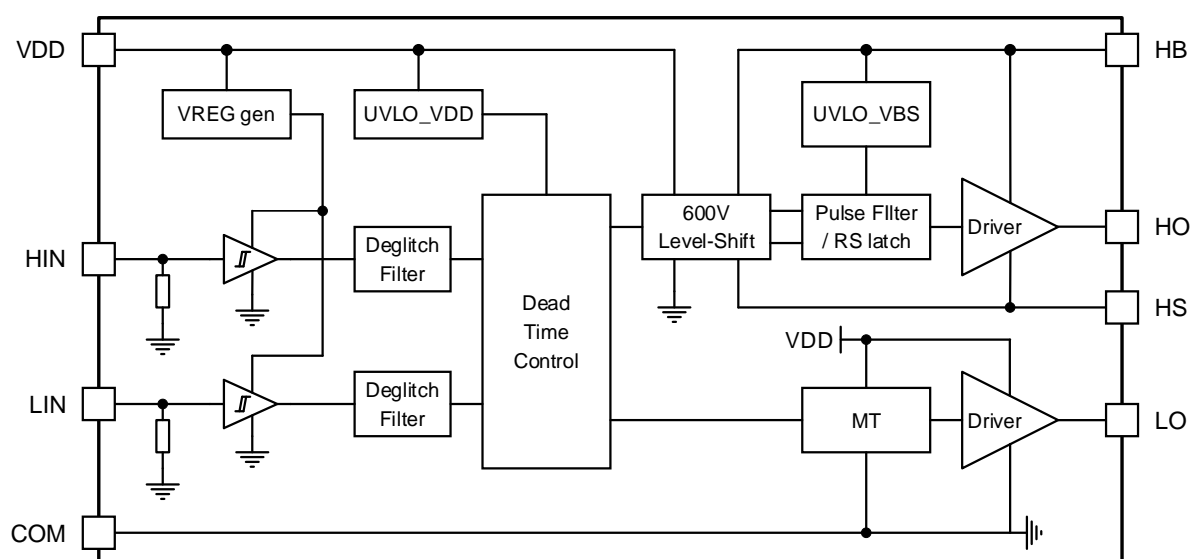 VDD
HB
VREG gen
UVLO_VDD
UVLO_VBS
600V
Level-Shift
Pulse FIlter
/ RS latch
Driver
HO
HIN
Deglitch
Filter
Dead
Time
Control
HS
VDD
LIN
Deglitch
Filter
MT
Driver
LO
COM